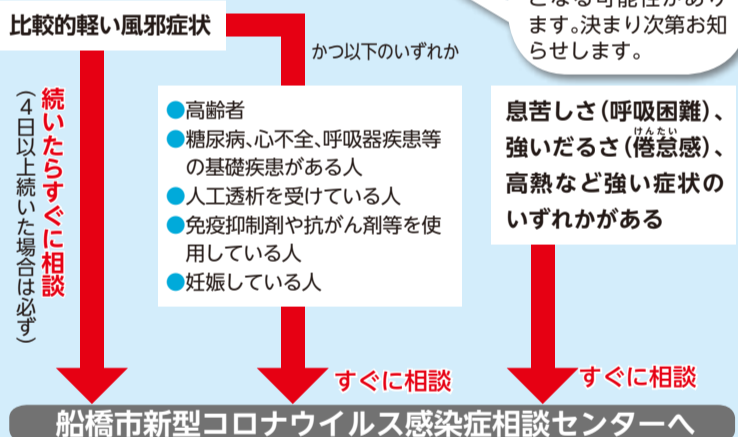 となる可能性があり
ます。決まり次第お知
らせします。
比較的軽い風邪症状
かつ以下のいずれか
続いたらすぐに相談
(4日以上続いた場合は必ず)
●高齢者
●糖尿病、心不全、呼吸器疾患等
の基礎疾患がある人
●人工透析を受けている人
●免疫抑制剤や抗がん剤等を使
用している人
●妊娠している人
息苦しさ(呼吸困難)、
けんたい
強いだるさ(倦怠感)、
高熱など強い症状の
いずれかがある
すぐに相談
すぐに相談
船橋市新型コロナウイルス感染症相談センターへ